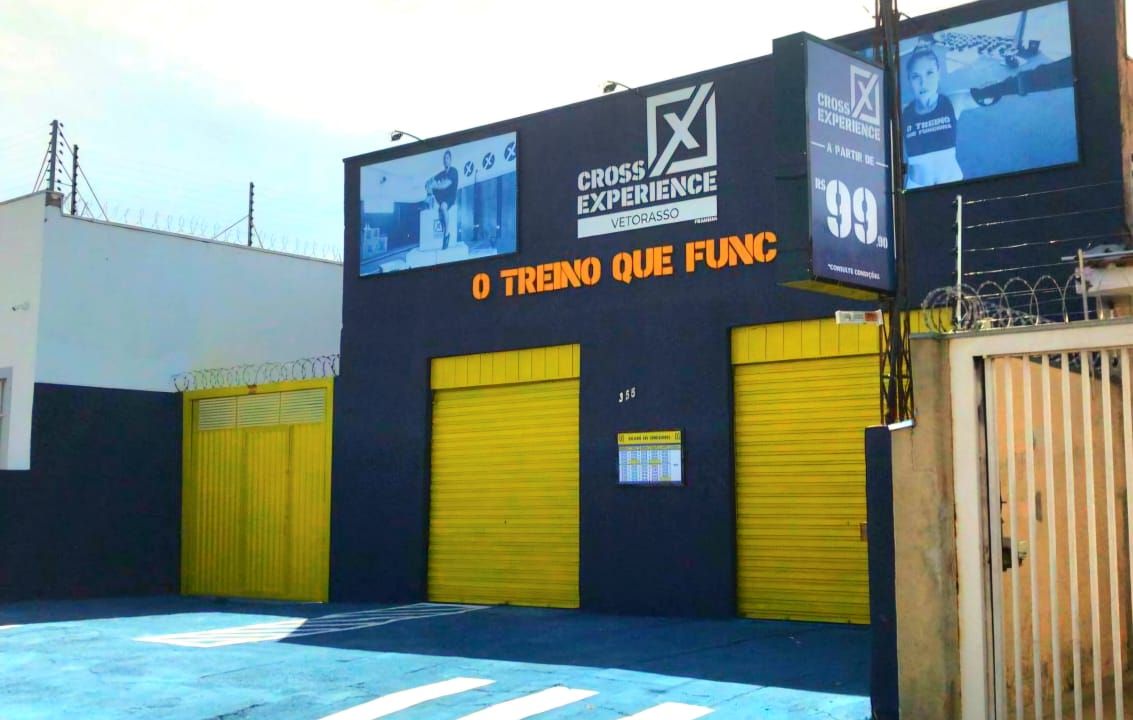 CROSS
EXPERIENCE
VETORASSO
O TREINO QUE FUNC
CROSS
EXPERIENCE
A PARTIR DE
R$ 99,90
*CONSULTE CONDIÇÕES
O TREINO
QUE FUNCIONA
355